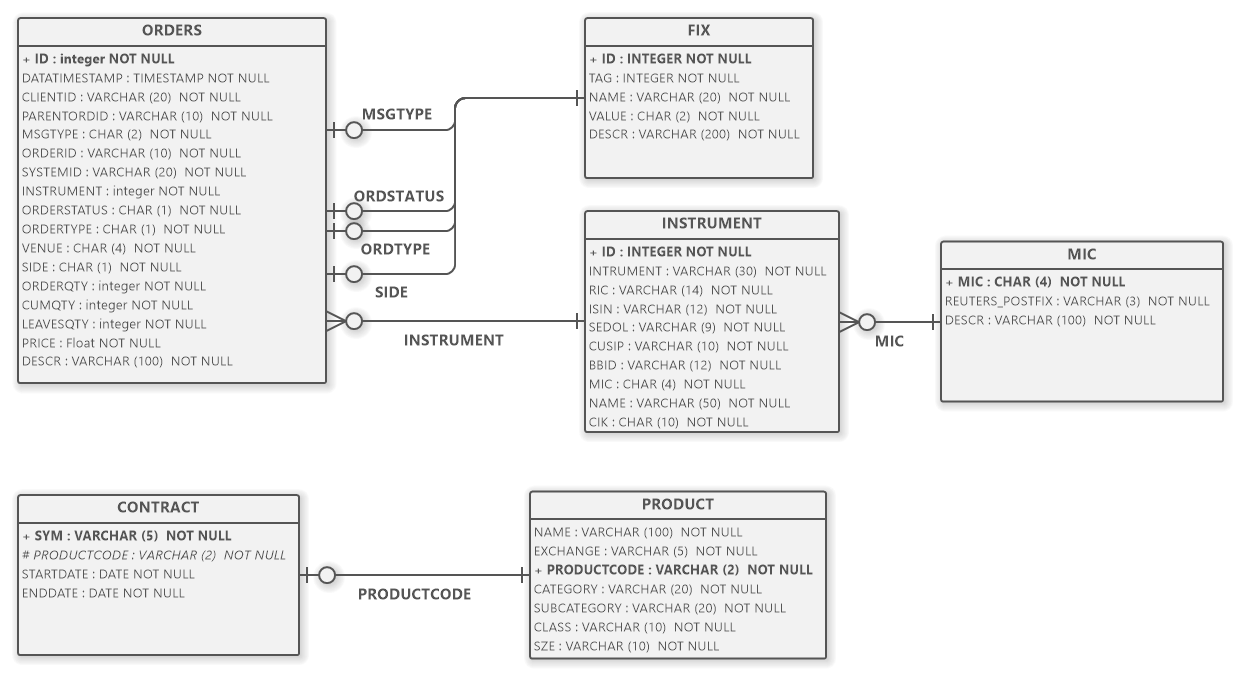 ORDERS
+ ID : integer NOT NULL
DATATIMESTAMP : TIMESTAMP NOT NULL
CLIENTID : VARCHAR (20)  NOT NULL
PARENTORDID : VARCHAR (10)  NOT NULL
MSGTYPE : CHAR (2)  NOT NULL
ORDERID : VARCHAR (10)  NOT NULL
SYSTEMID : VARCHAR (20)  NOT NULL
INSTRUMENT : integer NOT NULL
ORDERSTATUS : CHAR (1)  NOT NULL
ORDERTYPE : CHAR (1)  NOT NULL
VENUE : CHAR (4)  NOT NULL
SIDE : CHAR (1)  NOT NULL
ORDERQTY : integer NOT NULL
CUMQTY : integer NOT NULL
LEAVESQTY : integer NOT NULL
PRICE : Float NOT NULL
DESCR : VARCHAR (100)  NOT NULL
MSGTYPE
ORDSTATUS
ORDTYPE
SIDE
INSTRUMENT
FIX
+ ID : INTEGER NOT NULL
TAG : INTEGER NOT NULL
NAME : VARCHAR (20)  NOT NULL
VALUE : CHAR (2)  NOT NULL
DESCR : VARCHAR (200)  NOT NULL
INSTRUMENT
+ ID : INTEGER NOT NULL
INTRUMENT : VARCHAR (30)  NOT NULL
RIC : VARCHAR (14)  NOT NULL
ISIN : VARCHAR (12)  NOT NULL
SEDOL : VARCHAR (9)  NOT NULL
CUSIP : VARCHAR (10)  NOT NULL
BBID : VARCHAR (12)  NOT NULL
MIC : CHAR (4)  NOT NULL
NAME : VARCHAR (50)  NOT NULL
CIK : CHAR (10)  NOT NULL
MIC
MIC
+ MIC : CHAR (4)  NOT NULL
REUTERS_POSTFIX : VARCHAR (3)  NOT NULL
DESCR : VARCHAR (100)  NOT NULL
CONTRACT
+ SYM : VARCHAR (5)  NOT NULL
# PRODUCTCODE : VARCHAR (2)  NOT NULL
STARTDATE : DATE NOT NULL
ENDDATE : DATE NOT NULL
PRODUCTCODE
PRODUCT
NAME : VARCHAR (100)  NOT NULL
EXCHANGE : VARCHAR (5)  NOT NULL
+ PRODUCTCODE : VARCHAR (2)  NOT NULL
CATEGORY : VARCHAR (20)  NOT NULL
SUBCATEGORY : VARCHAR (20)  NOT NULL
CLASS : VARCHAR (10)  NOT NULL
SZE : VARCHAR (10)  NOT NULL